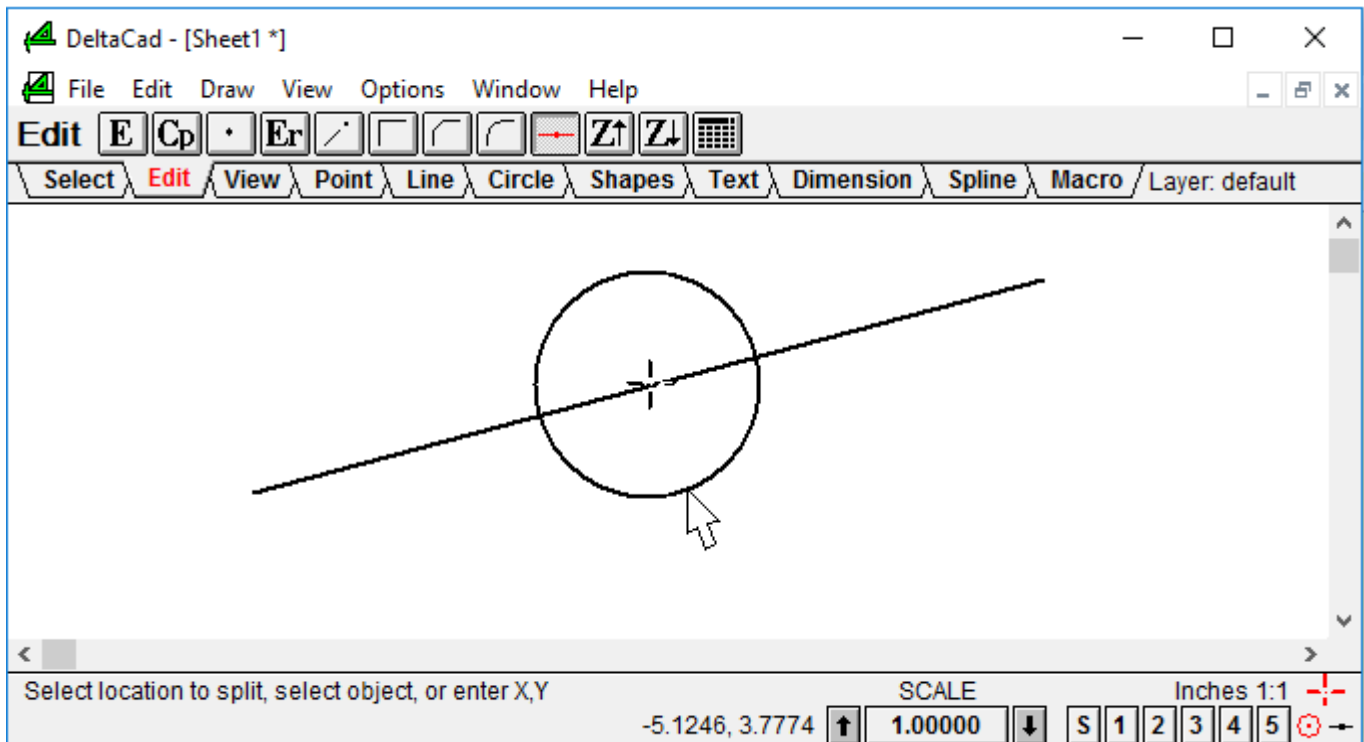 DeltaCad - [Sheet1 *]
File Edit Draw View Options Window Help
Edit E Cp Er Z↑ Z↓
Select Edit View Point Line Circle Shapes Text Dimension Spline Macro Layer: default
Select location to split, select object, or enter X,Y SCALE Inches 1:1
-5.1246, 3.7774 1.00000 S 1 2 3 4 5